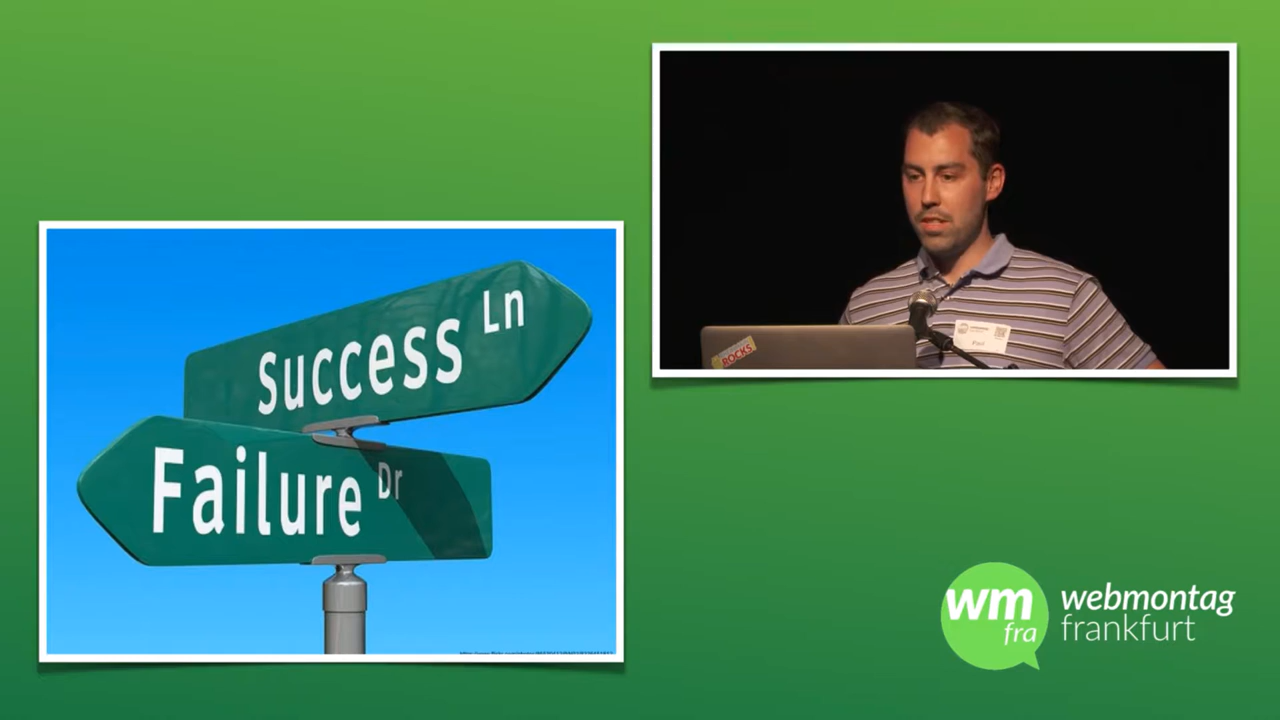 Success Ln
Failure Dr
ROCKS
wm
fra
webmontag
frankfurt